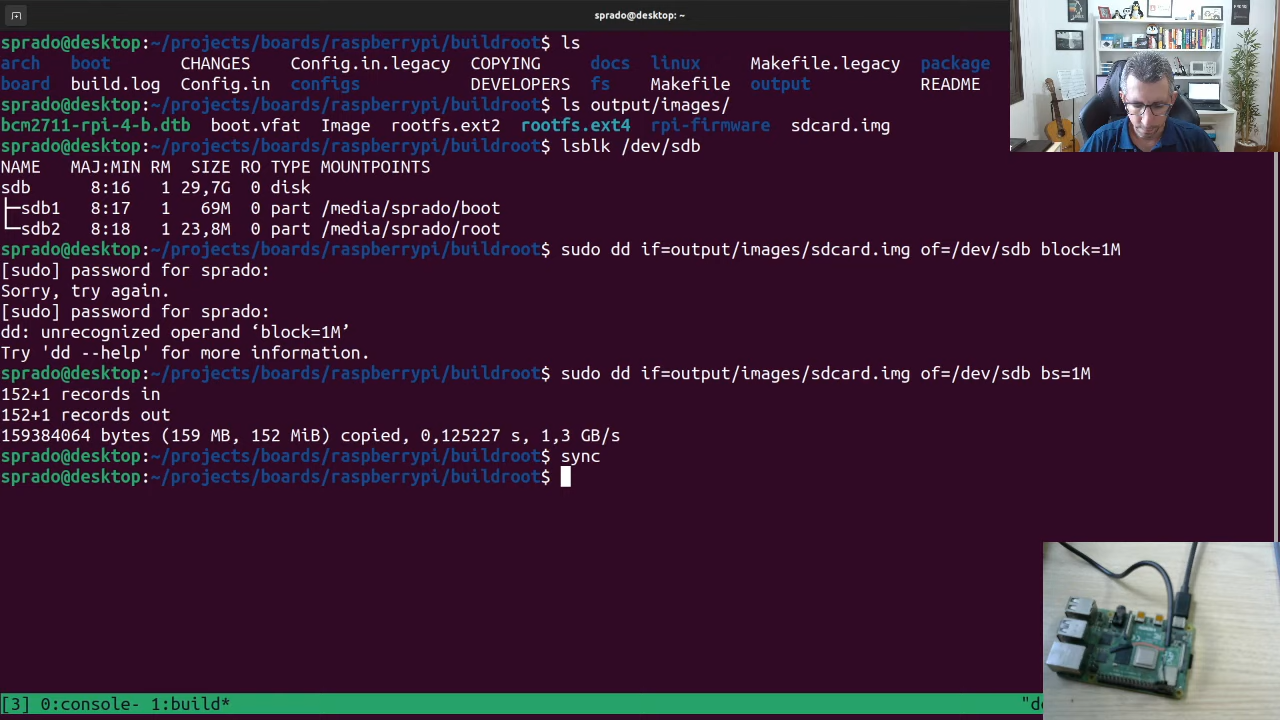 sprado@desktop: ~
sprado@desktop:~/projects/boards/raspberrypi/buildroot$ ls
arch boot CHANGES Config.in.legacy COPYING docs linux Makefile.legacy package
board build.log Config.in configs DEVELOPERS fs Makefile output README
sprado@desktop:~/projects/boards/raspberrypi/buildroot$ ls output/images/
bcm2711-rpi-4-b.dtb boot.vfat Image rootfs.ext2 rootfs.ext4 rpi-firmware sdcard.img
sprado@desktop:~/projects/boards/raspberrypi/buildroot$ lsblk /dev/sdb
NAME MAJ:MIN RM SIZE RO TYPE MOUNTPOINTS
sdb 8:16 1 29,7G 0 disk
├─sdb1 8:17 1 69M 0 part /media/sprado/boot
└─sdb2 8:18 1 23,8M 0 part /media/sprado/root
sprado@desktop:~/projects/boards/raspberrypi/buildroot$ sudo dd if=output/images/sdcard.img of=/dev/sdb block=1M
[sudo] password for sprado:
Sorry, try again.
[sudo] password for sprado:
dd: unrecognized operand ‘block=1M’
Try 'dd --help' for more information.
sprado@desktop:~/projects/boards/raspberrypi/buildroot$ sudo dd if=output/images/sdcard.img of=/dev/sdb bs=1M
152+1 records in
152+1 records out
159384064 bytes (159 MB, 152 MiB) copied, 0,125227 s, 1,3 GB/s
sprado@desktop:~/projects/boards/raspberrypi/buildroot$ sync
sprado@desktop:~/projects/boards/raspberrypi/buildroot$
[3] 0:console- 1:build*